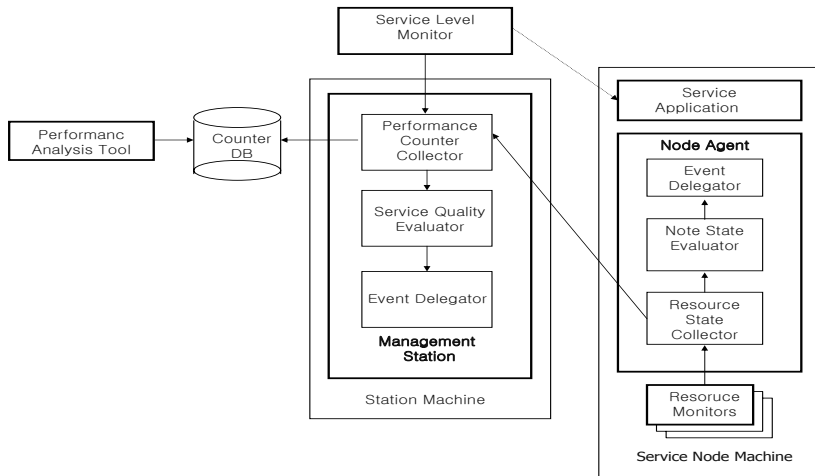 Service Level
Monitor
Service
Application
Performanc
Analysis Tool
Counter
DB
Performance
Counter
Collector
Service Quality
Evaluator
Event Delegator
Management
Station
Station Machine
Node Agent
Event
Delegator
Note State
Evaluator
Resource
State
Collector
Resoruce
Monitors
Service Node Machine